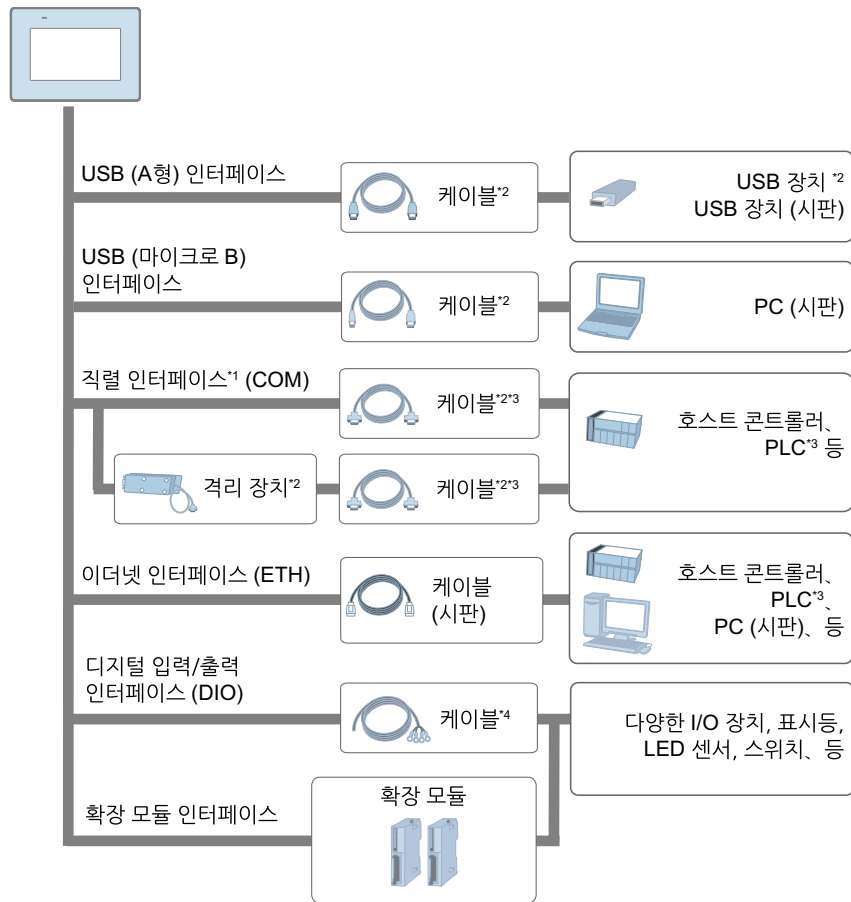 USB (A형) 인터페이스
케이블*2
USB 장치 *2
USB 장치 (시판)
USB (마이크로 B)
인터페이스
케이블*2
PC (시판)
직렬 인터페이스*1 (COM)
케이블*2*3
호스트 콘트롤러、
PLC*3 등
격리 장치*2
케이블*2*3
이더넷 인터페이스 (ETH)
케이블
(시판)
호스트 콘트롤러、
PLC*3、
PC (시판)、등
디지털 입력/출력
인터페이스 (DIO)
케이블*4
다양한 I/O 장치, 표시등,
LED 센서, 스위치、등
확장 모듈 인터페이스
확장 모듈